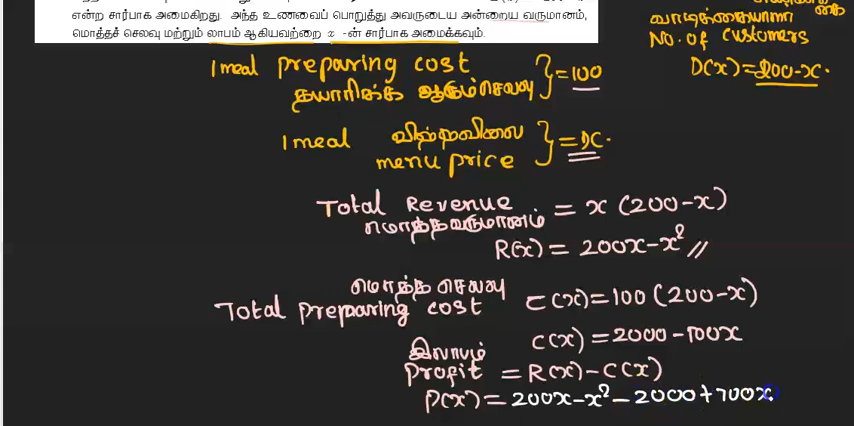 என்ற சார்பாக அமைகிறது. அந்த உணவைப் பொறுத்து அவருடைய அன்றைய வருமானம்,
மொத்தச் செலவு மற்றும் லாபம் ஆகியவற்றை x -ன் சார்பாக அமைக்கவும்.
No. of customers
D(x)=200-x.
1 meal preparing cost
தயாரிக்க ஆகும் செலவு } = 100
1 meal விற்ற விலை
menu price } = x.
Total Revenue = x (200-x)
மொத்த வருமானம்
R(x) = 200x-x² //
மொத்த செலவு
Total preparing cost C(x)=100 (200-x)
C(x) =2000-100x
இலாபம்
Profit = R(x)-C(x)
P(x)= 200x-x²-2000+100x